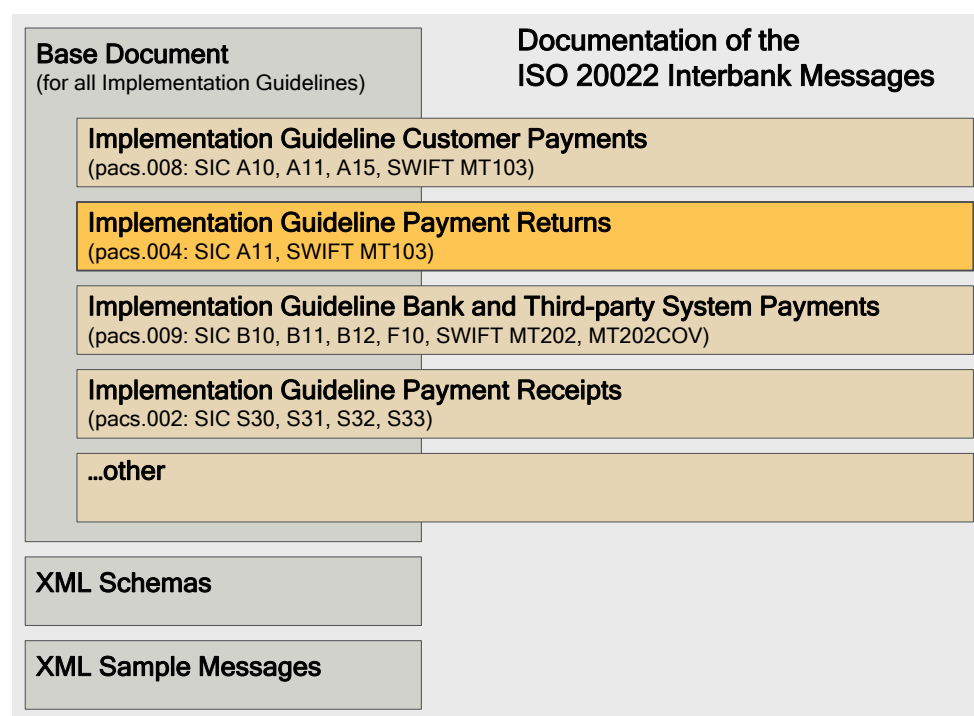 Base Document
(for all Implementation Guidelines)
Documentation of the
ISO 20022 Interbank Messages
Implementation Guideline Customer Payments
(pacs.008: SIC A10, A11, A15, SWIFT MT103)
Implementation Guideline Payment Returns
(pacs.004: SIC A11, SWIFT MT103)
Implementation Guideline Bank and Third-party System Payments
(pacs.009: SIC B10, B11, B12, F10, SWIFT MT202, MT202COV)
Implementation Guideline Payment Receipts
(pacs.002: SIC S30, S31, S32, S33)
...other
XML Schemas
XML Sample Messages